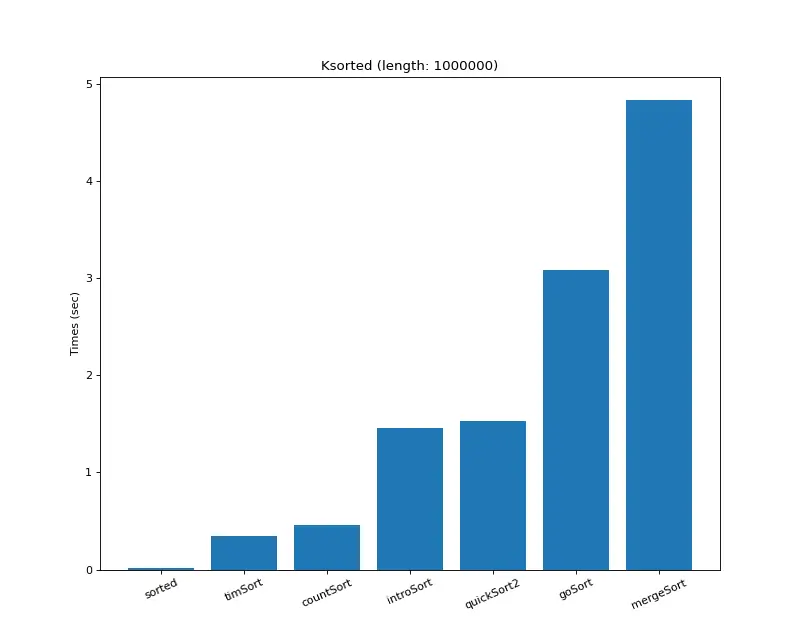 Ksorted (length: 1000000)
5
4
3
2
1
0
Times (sec)
sorted
timSort
countSort
introSort
quickSort2
goSort
mergeSort